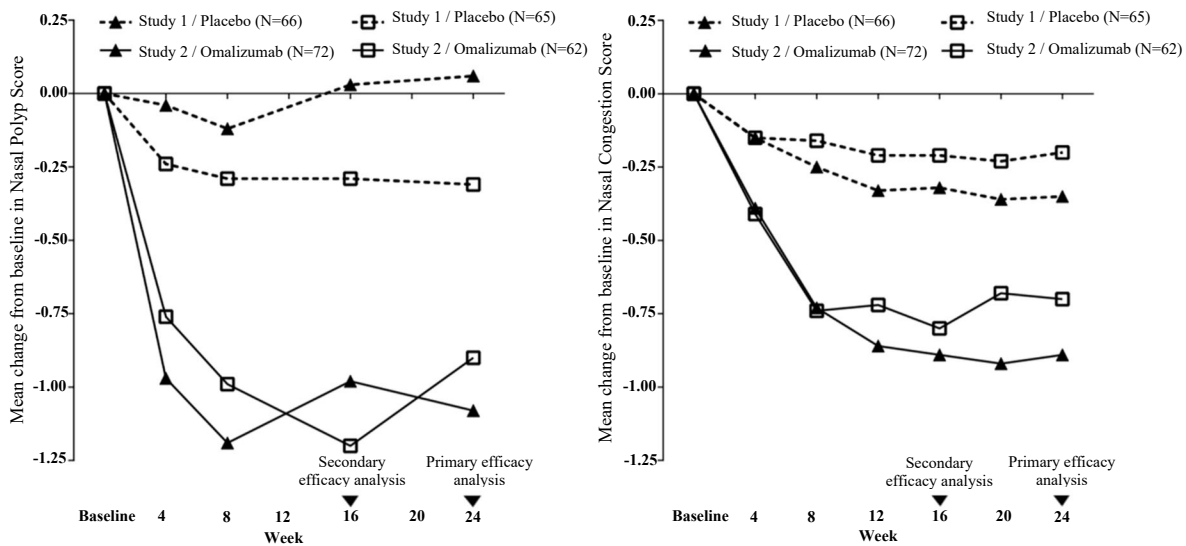 Study 1 / Placebo (N=66)
Study 1 / Placebo (N=65)
Study 2 / Omalizumab (N=72)
Study 2 / Omalizumab (N=62)
Mean change from baseline in Nasal Polyp Score
0.25
0.00
-0.25
-0.50
-0.75
-1.00
-1.25
Secondary
efficacy analysis
Primary efficacy
analysis
Baseline 4 8 12 16 20 24
Week
Study 1 / Placebo (N=66)
Study 1 / Placebo (N=65)
Study 2 / Omalizumab (N=72)
Study 2 / Omalizumab (N=62)
Mean change from baseline in Nasal Congestion Score
0.25
0.00
-0.25
-0.50
-0.75
-1.00
-1.25
Secondary
efficacy analysis
Primary efficacy
analysis
Baseline 4 8 12 16 20 24
Week